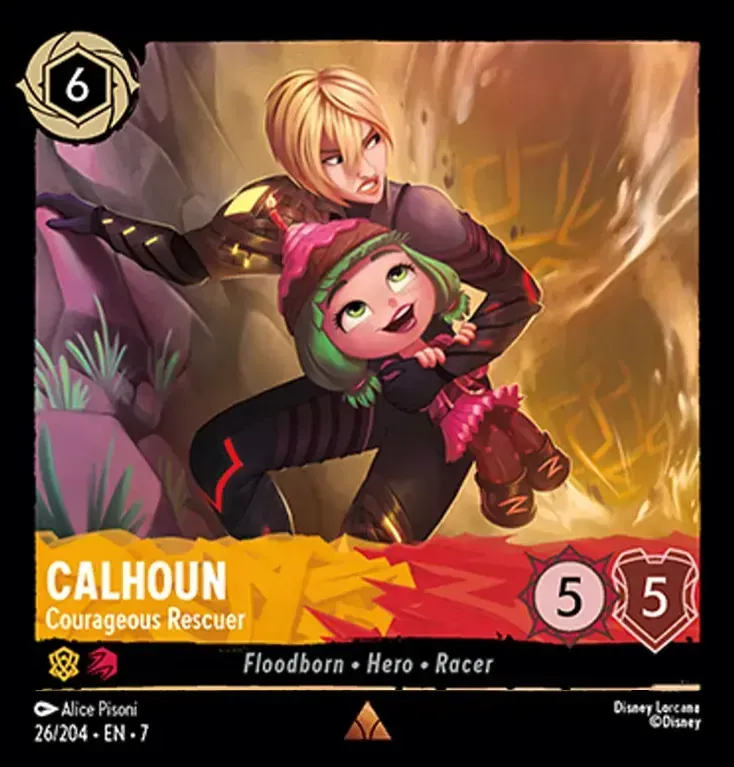 6
CALHOUN
Courageous Rescuer
5
5
Floodborn • Hero • Racer
Alice Pisoni
26/204 • EN • 7
Disney Lorcana
©Disney